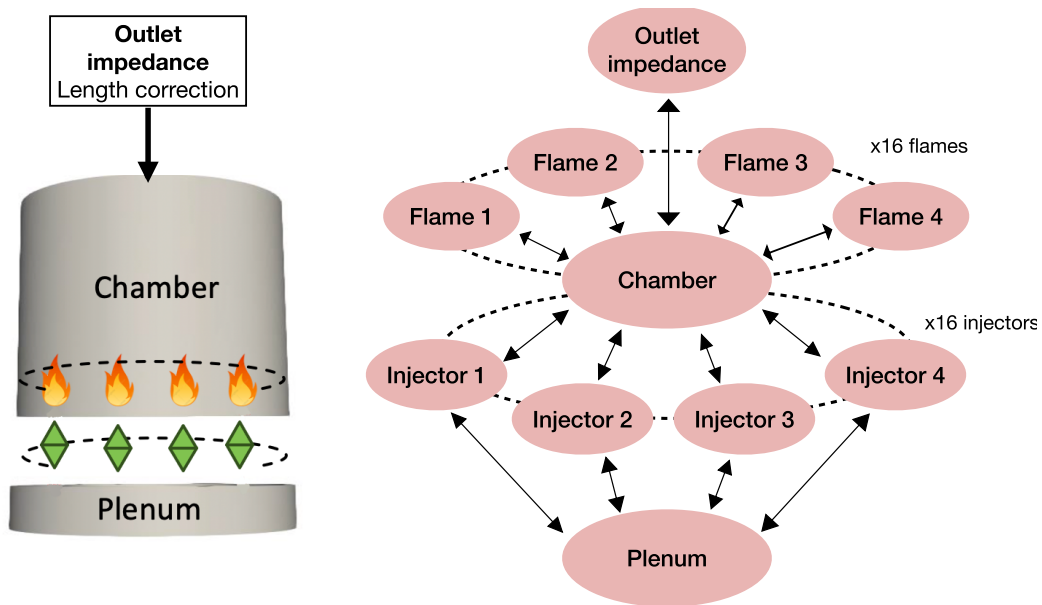 Outlet
impedance
Length correction
Chamber
Plenum
Outlet
impedance
x16 flames
Flame 2
Flame 3
Flame 1
Flame 4
Chamber
x16 injectors
Injector 1
Injector 4
Injector 2
Injector 3
Plenum